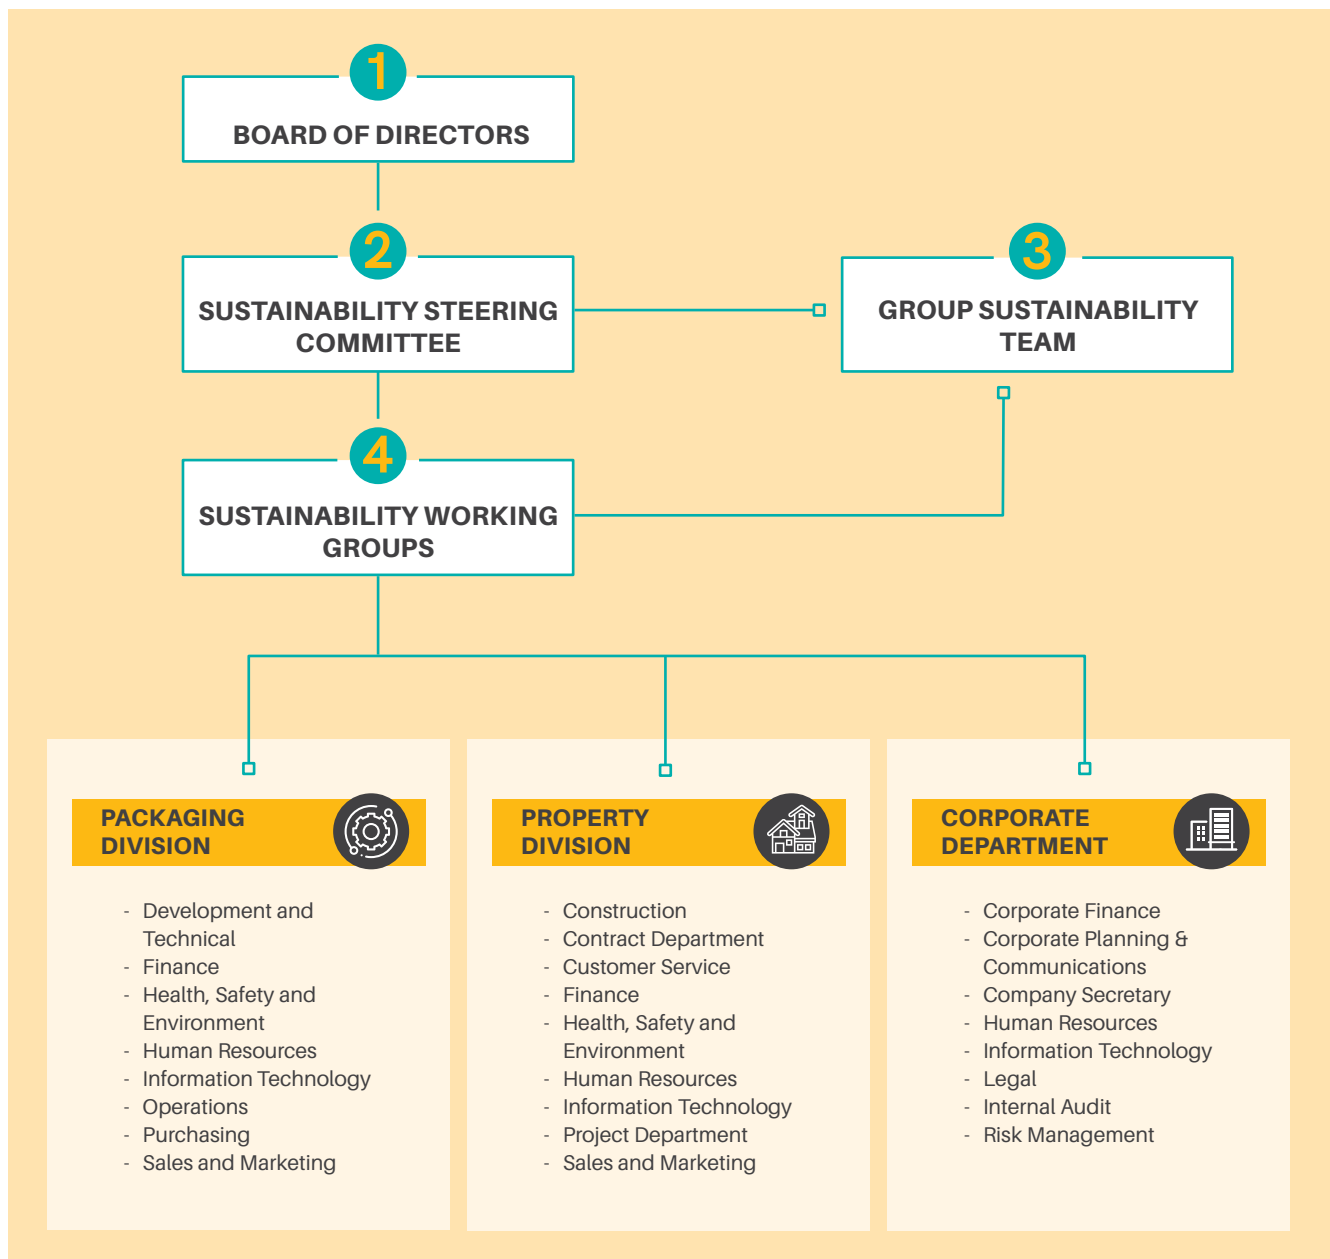 1
BOARD OF DIRECTORS
2
SUSTAINABILITY STEERING
COMMITTEE
3
GROUP SUSTAINABILITY
TEAM
4
SUSTAINABILITY WORKING
GROUPS
PACKAGING
DIVISION
- Development and
Technical
- Finance
- Health, Safety and
Environment
- Human Resources
- Information Technology
- Operations
- Purchasing
- Sales and Marketing
PROPERTY
DIVISION
- Construction
- Contract Department
- Customer Service
- Finance
- Health, Safety and
Environment
- Human Resources
- Information Technology
- Project Department
- Sales and Marketing
CORPORATE
DEPARTMENT
- Corporate Finance
- Corporate Planning &
Communications
- Company Secretary
- Human Resources
- Information Technology
- Legal
- Internal Audit
- Risk Management